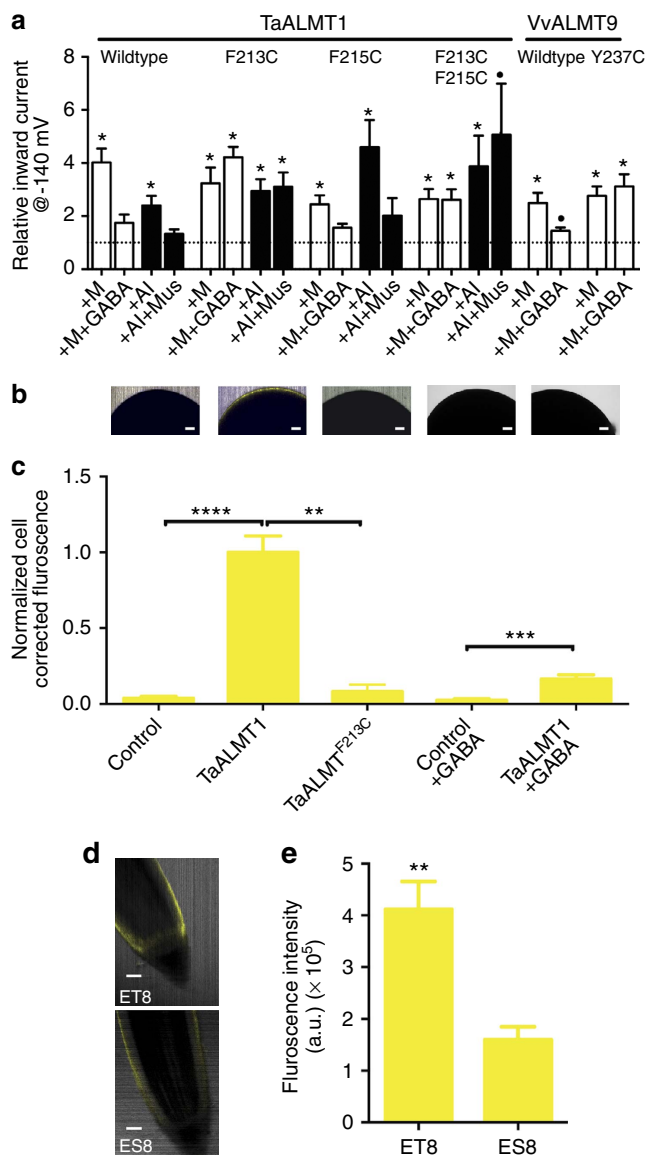 a
TaALMT1 VvALMT9
Wildtype F213C F215C F213C F215C Wildtype Y237C
Relative inward current
@ -140 mV
8
6
4
2
0
* * * * * * * * * * * • * • * *
+M +M+GABA +Al +Al+Mus +M +M+GABA +Al +Al+Mus +M +M+GABA +Al +Al+Mus +M +M+GABA +Al +Al+Mus +M +M+GABA +M +M+GABA
b
c
Normalized cell
corrected fluroscence
1.5
1.0
0.5
0.0
**** ** ***
Control TaALMT1 TaALMT^F213C Control +GABA TaALMT1 +GABA
d
ET8
ES8
e
Fluroscence intensity
(a.u.) (× 10⁵)
5
4
3
2
1
0
**
ET8 ES8